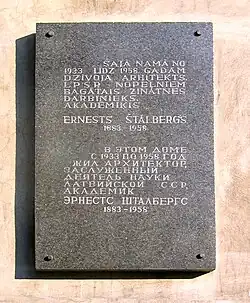 ŠAJĀ NAMĀ NO
1933 LĪDZ 1958. GADAM
DZĪVOJA ARHITEKTS
LPSR NOPELNIEM
BAGĀTAIS ZINĀTNES
DARBINIEKS
AKADĒMIĶIS
ERNESTS ŠTĀLBERGS
1883-1958
В ЭТОМ ДОМЕ
С 1933 ПО 1958 ГОД
ЖИЛ АРХИТЕКТОР,
ЗАСЛУЖЕННЫЙ
ДЕЯТЕЛЬ НАУКИ
ЛАТВИЙСКОЙ ССР,
АКАДЕМИК
ЭРНЕСТС ШТАЛБЕРГС
1883-1958